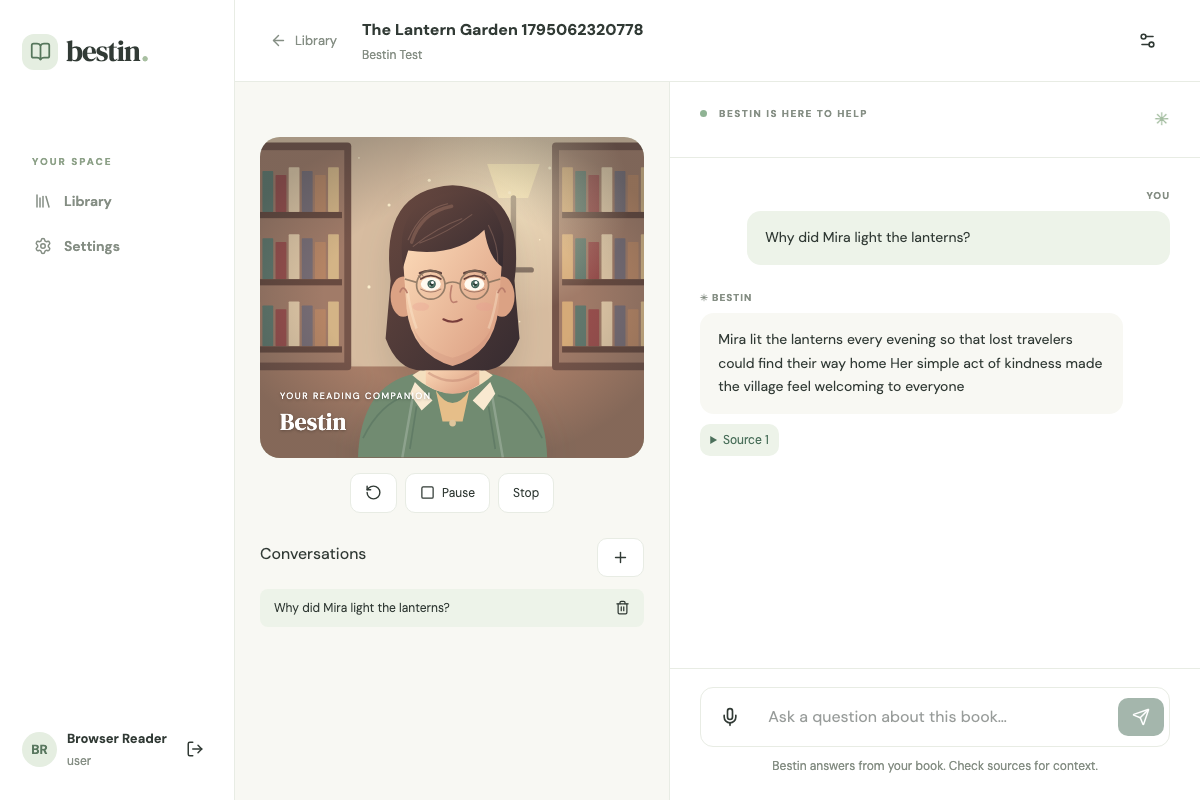 bestin.
YOUR SPACE
Library
Settings
BR
Browser Reader
user
Library
The Lantern Garden 1795062320778
Bestin Test
YOUR READING COMPANION
Bestin
Pause
Stop
Conversations
Why did Mira light the lanterns?
BESTIN IS HERE TO HELP
YOU
Why did Mira light the lanterns?
BESTIN
Mira lit the lanterns every evening so that lost travelers
could find their way home Her simple act of kindness made
the village feel welcoming to everyone
Source 1
Ask a question about this book...
Bestin answers from your book. Check sources for context.